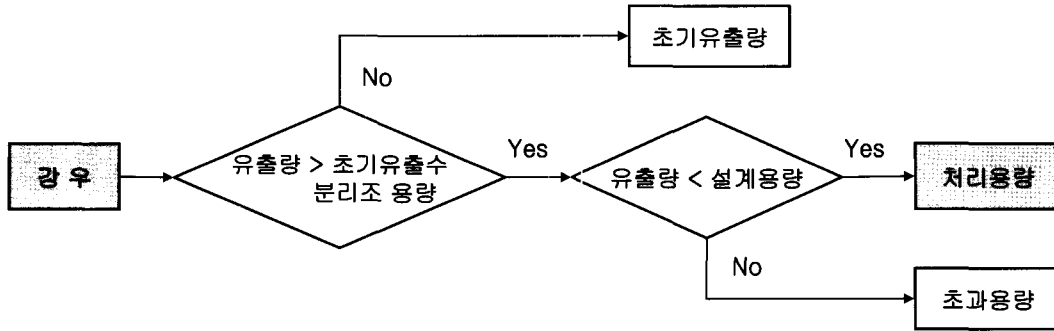 초기유출량
No
강 우
유출량 > 초기유출수
분리조 용량
Yes
유출량 < 설계용량
Yes
처리용량
No
초과용량